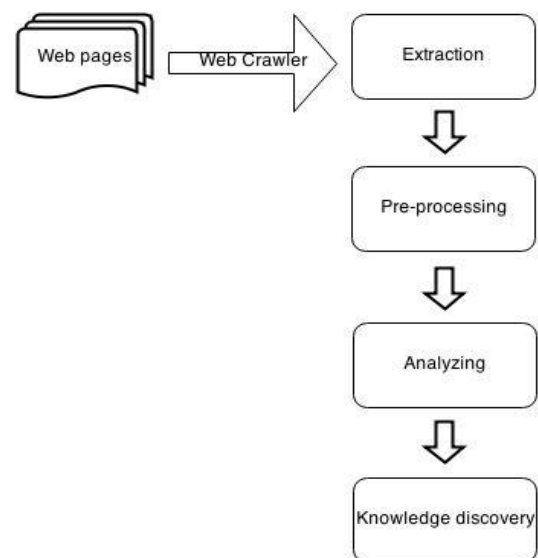 Web pages
Web Crawler
Extraction
Pre-processing
Analyzing
Knowledge discovery